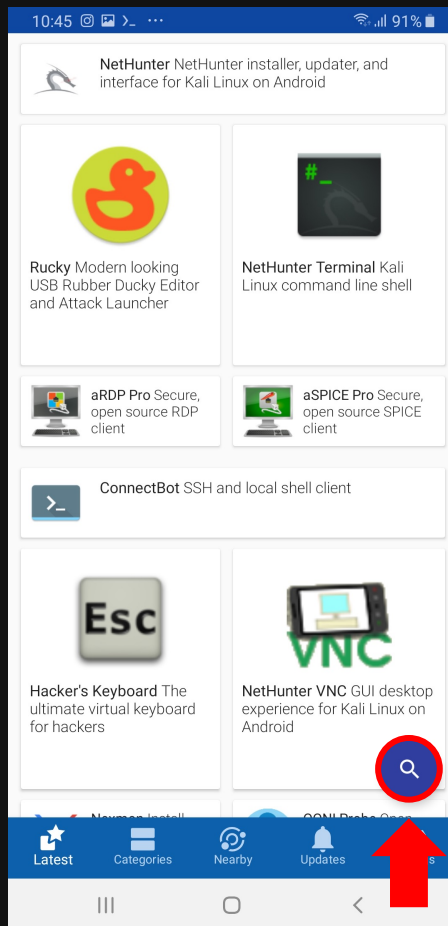 10:45
91%
NetHunter NetHunter installer, updater, and
interface for Kali Linux on Android
#_
Rucky Modern looking
USB Rubber Ducky Editor
and Attack Launcher
NetHunter Terminal Kali
Linux command line shell
aRDP Pro Secure,
open source RDP
client
aSPICE Pro Secure,
open source SPICE
client
>_
ConnectBot SSH and local shell client
Esc
VNC
Hacker's Keyboard The
ultimate virtual keyboard
for hackers
NetHunter VNC GUI desktop
experience for Kali Linux on
Android
Latest
Categories
Nearby
Updates